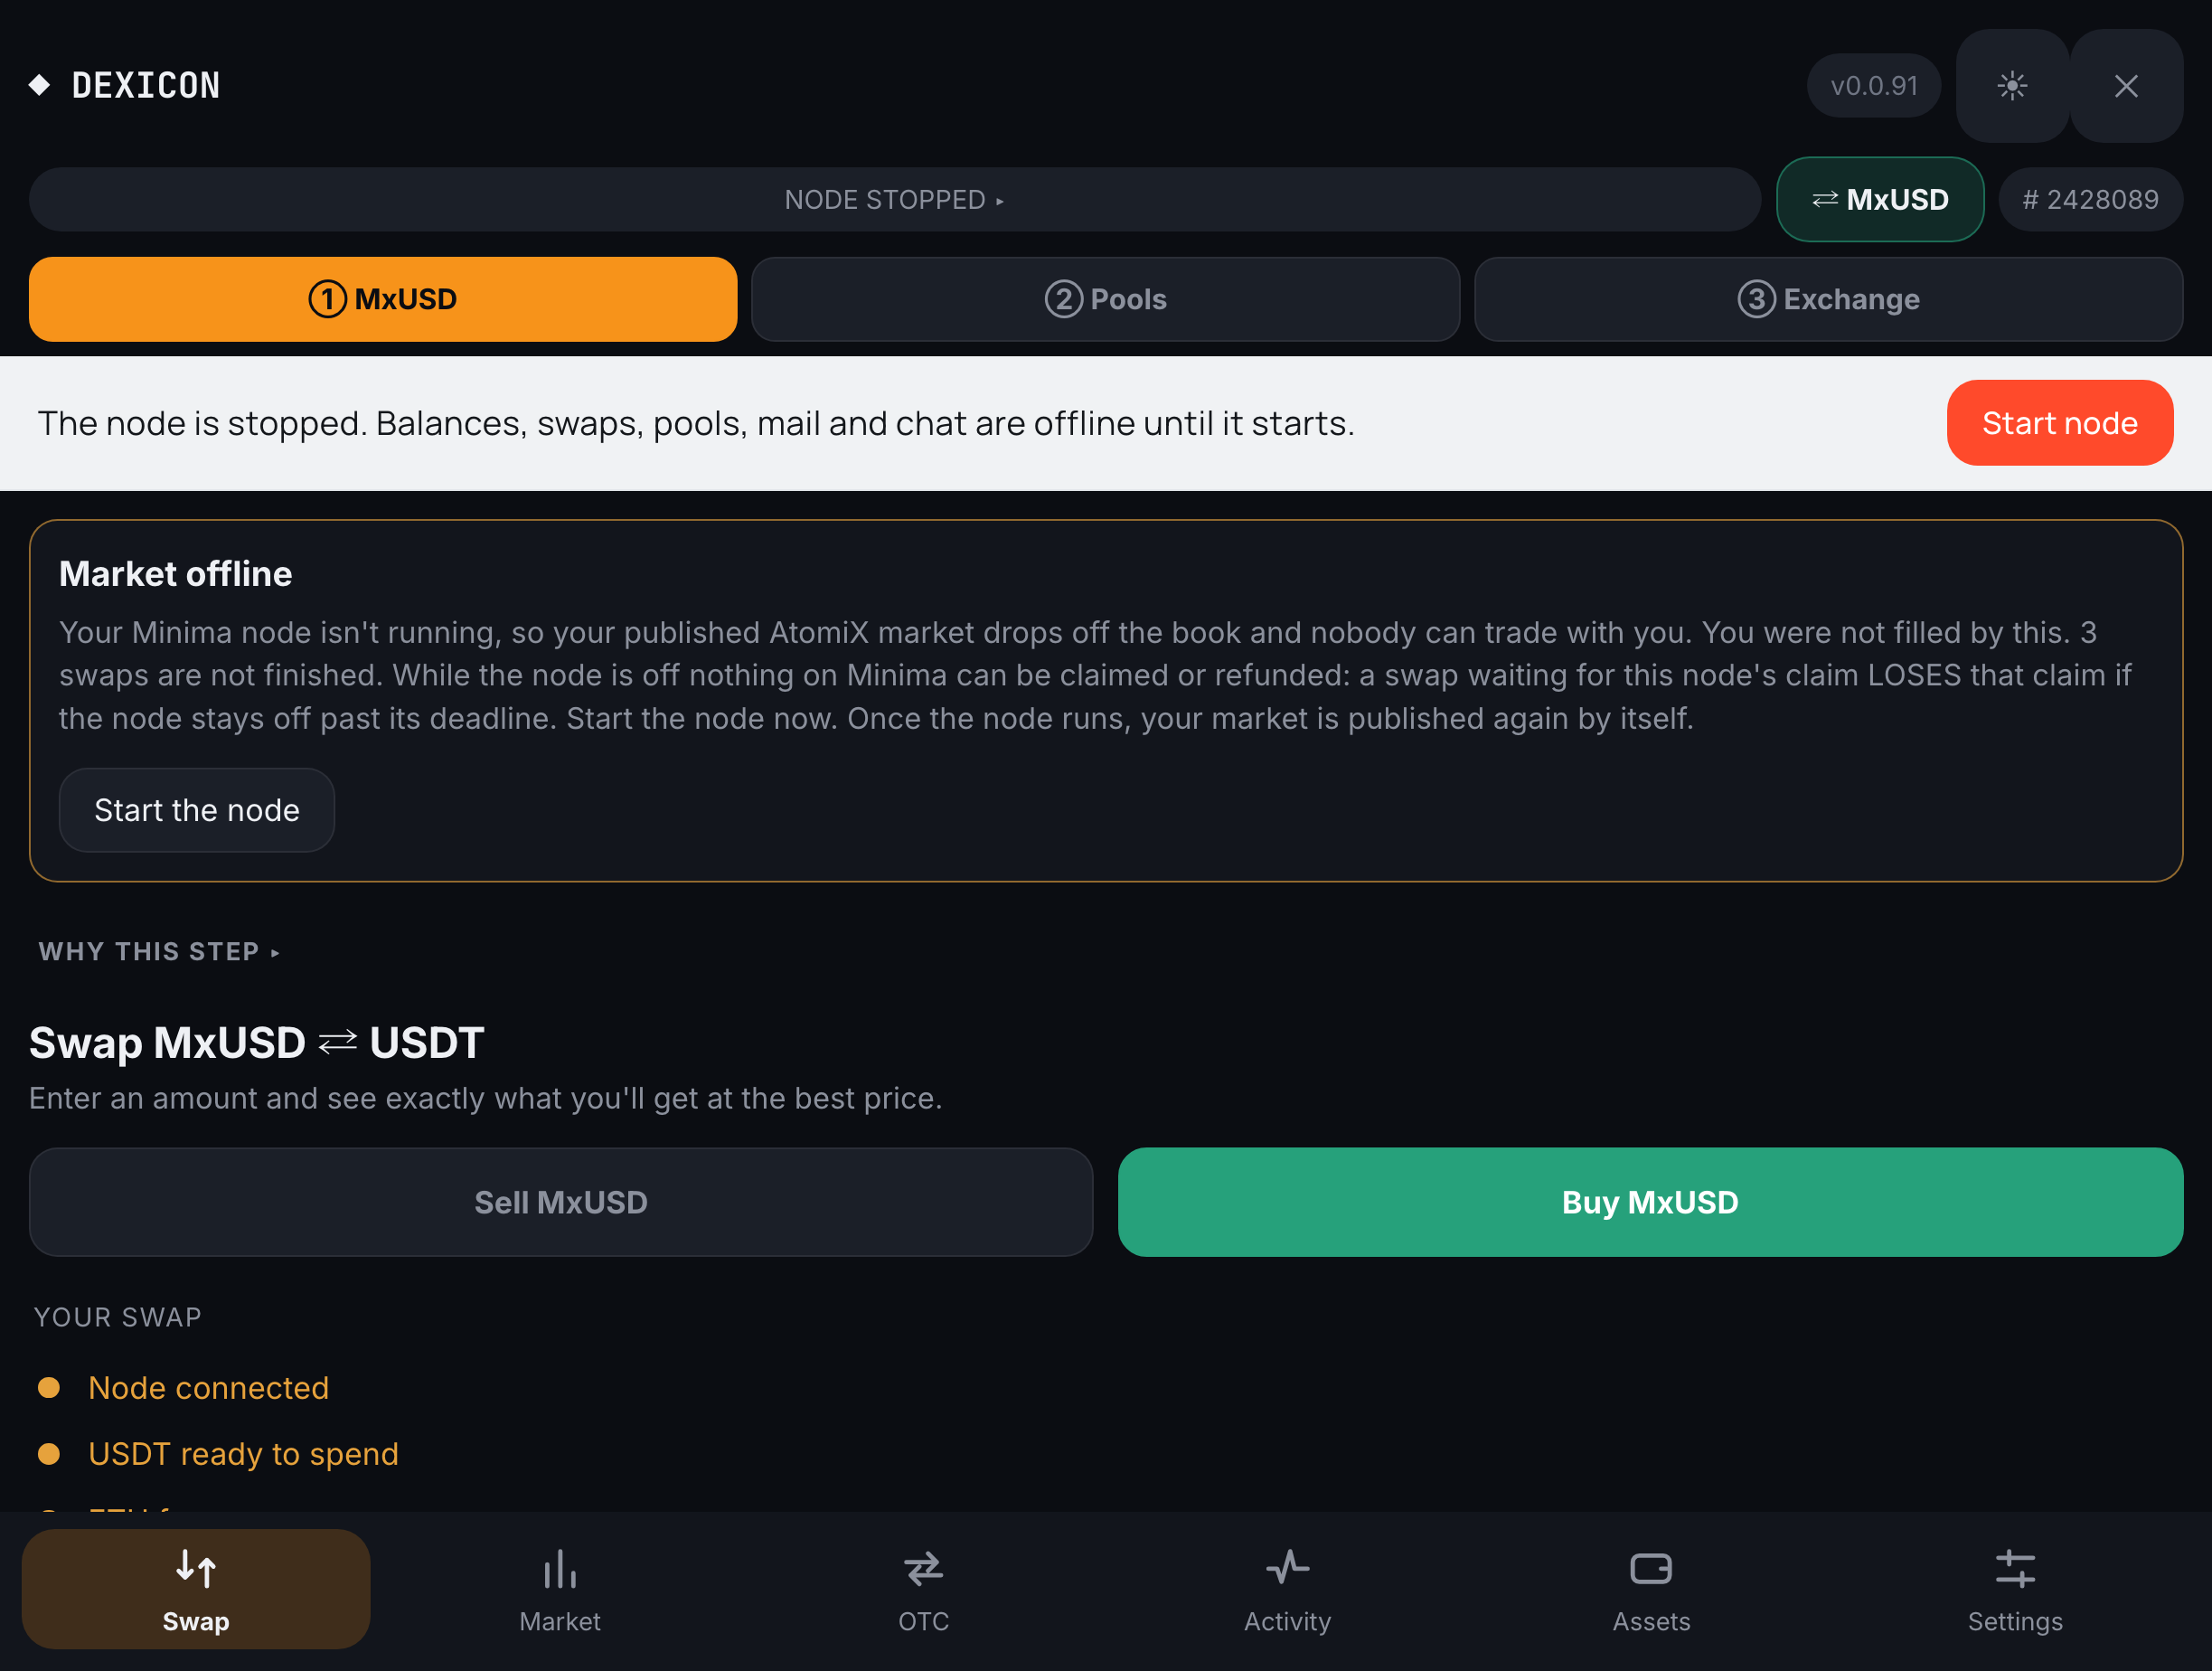 ◆ DEXICON
v0.0.91
NODE STOPPED ▸
⇄ MxUSD
# 2428089
① MxUSD
② Pools
③ Exchange
The node is stopped. Balances, swaps, pools, mail and chat are offline until it starts.
Start node
Market offline
Your Minima node isn't running, so your published AtomiX market drops off the book and nobody can trade with you. You were not filled by this. 3
swaps are not finished. While the node is off nothing on Minima can be claimed or refunded: a swap waiting for this node's claim LOSES that claim if
the node stays off past its deadline. Start the node now. Once the node runs, your market is published again by itself.
Start the node
WHY THIS STEP ▸
Swap MxUSD ⇄ USDT
Enter an amount and see exactly what you'll get at the best price.
Sell MxUSD
Buy MxUSD
YOUR SWAP
Node connected
USDT ready to spend
Swap
Market
OTC
Activity
Assets
Settings